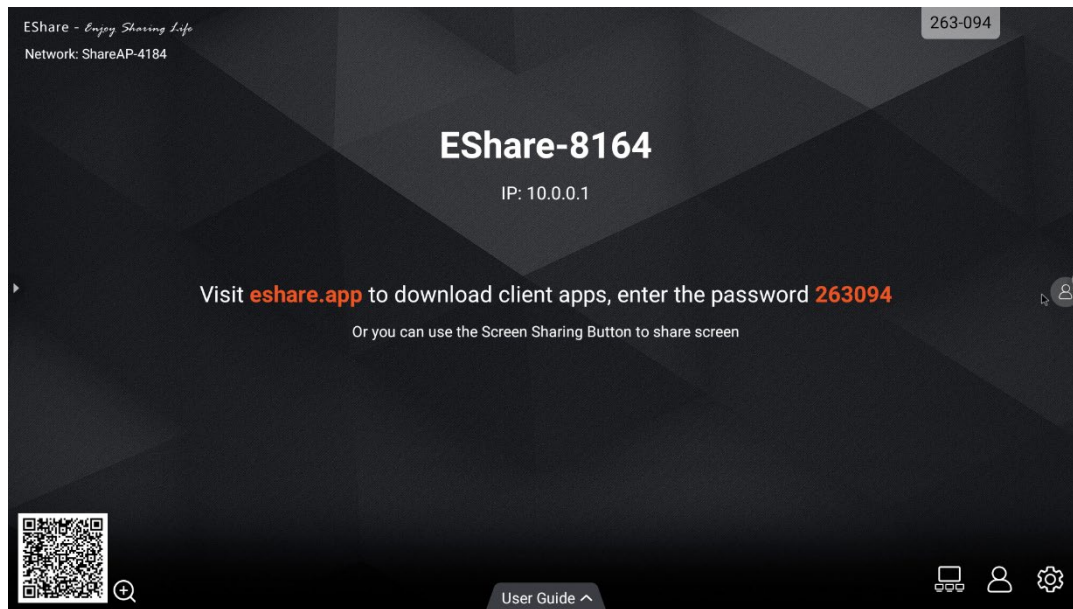 EShare - Enjoy Sharing Life
263-094
Network: ShareAP-4184
EShare-8164
IP: 10.0.0.1
Visit eshare.app to download client apps, enter the password 263094
Or you can use the Screen Sharing Button to share screen
User Guide